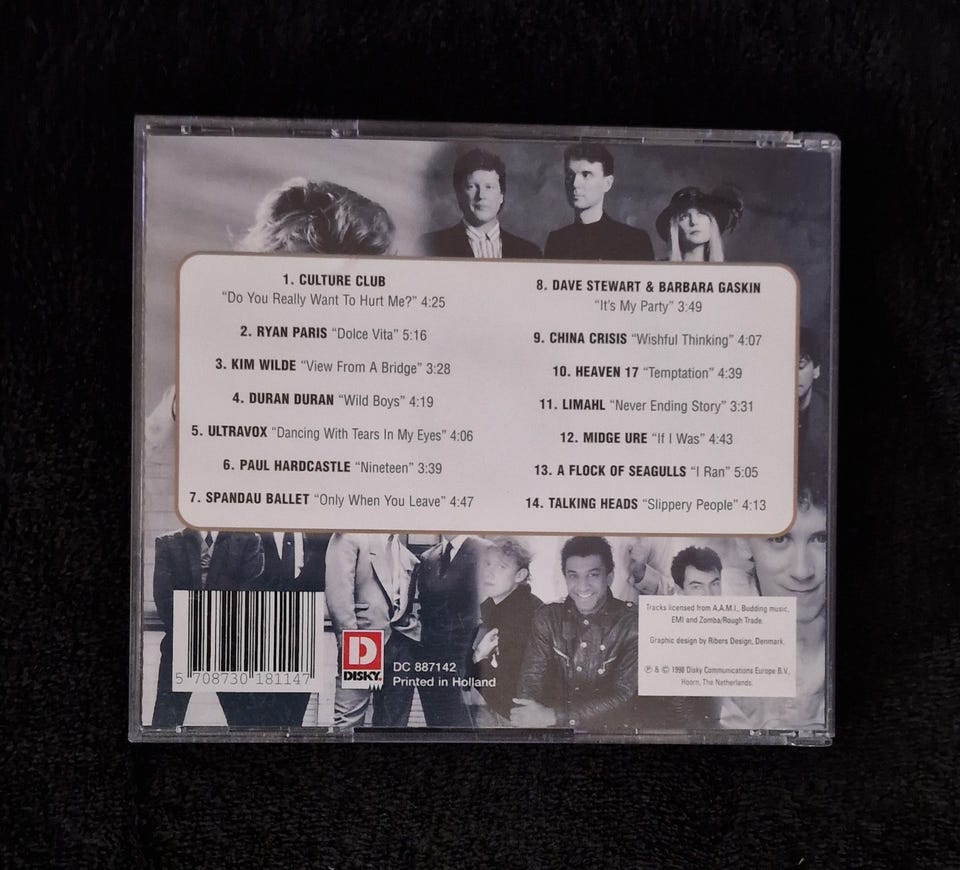 1. CULTURE CLUB
“Do You Really Want To Hurt Me?” 4:25
2. RYAN PARIS “Dolce Vita” 5:16
3. KIM WILDE “View From A Bridge” 3:28
4. DURAN DURAN “Wild Boys” 4:19
5. ULTRAVOX “Dancing With Tears In My Eyes” 4:06
6. PAUL HARDCASTLE “Nineteen” 3:39
7. SPANDAU BALLET “Only When You Leave” 4:47
8. DAVE STEWART & BARBARA GASKIN
“It’s My Party” 3:49
9. CHINA CRISIS “Wishful Thinking” 4:07
10. HEAVEN 17 “Temptation” 4:39
11. LIMAHL “Never Ending Story” 3:31
12. MIDGE URE “If I Was” 4:43
13. A FLOCK OF SEAGULLS “I Ran” 5:05
14. TALKING HEADS “Slippery People” 4:13
5 708730 181147
D
DISKY.
DC 887142
Printed in Holland
Tracks licensed from A.A.M.I., Budding music,
EMI and Zomba/Rough Trade.
Graphic design by Ribers Design, Denmark.
℗ & © 1998 Disky Communications Europe B.V.
Hoorn, The Netherlands.